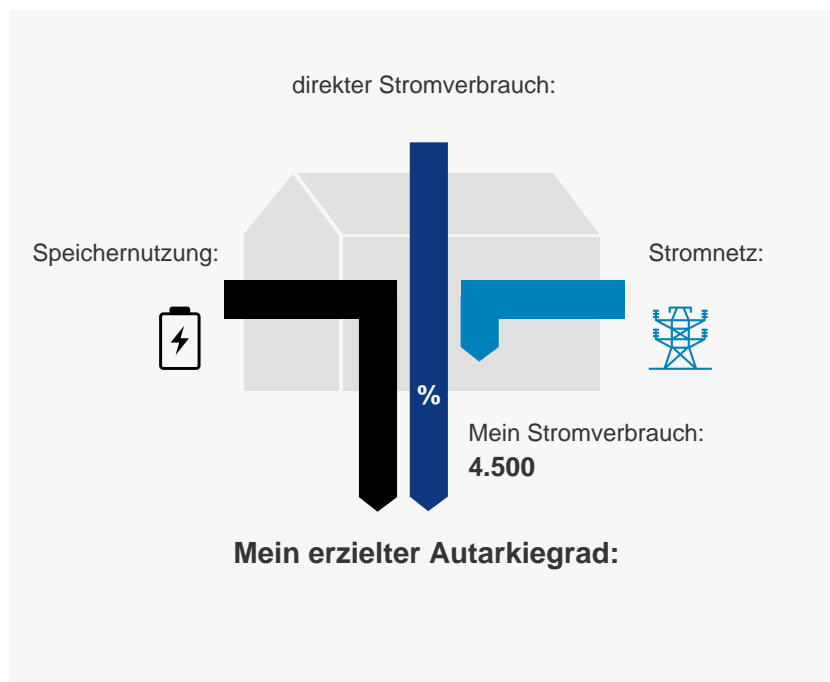 direkter Stromverbrauch:
Speichernutzung:
Stromnetz:
%
Mein Stromverbrauch:
4.500
Mein erzielter Autarkiegrad: